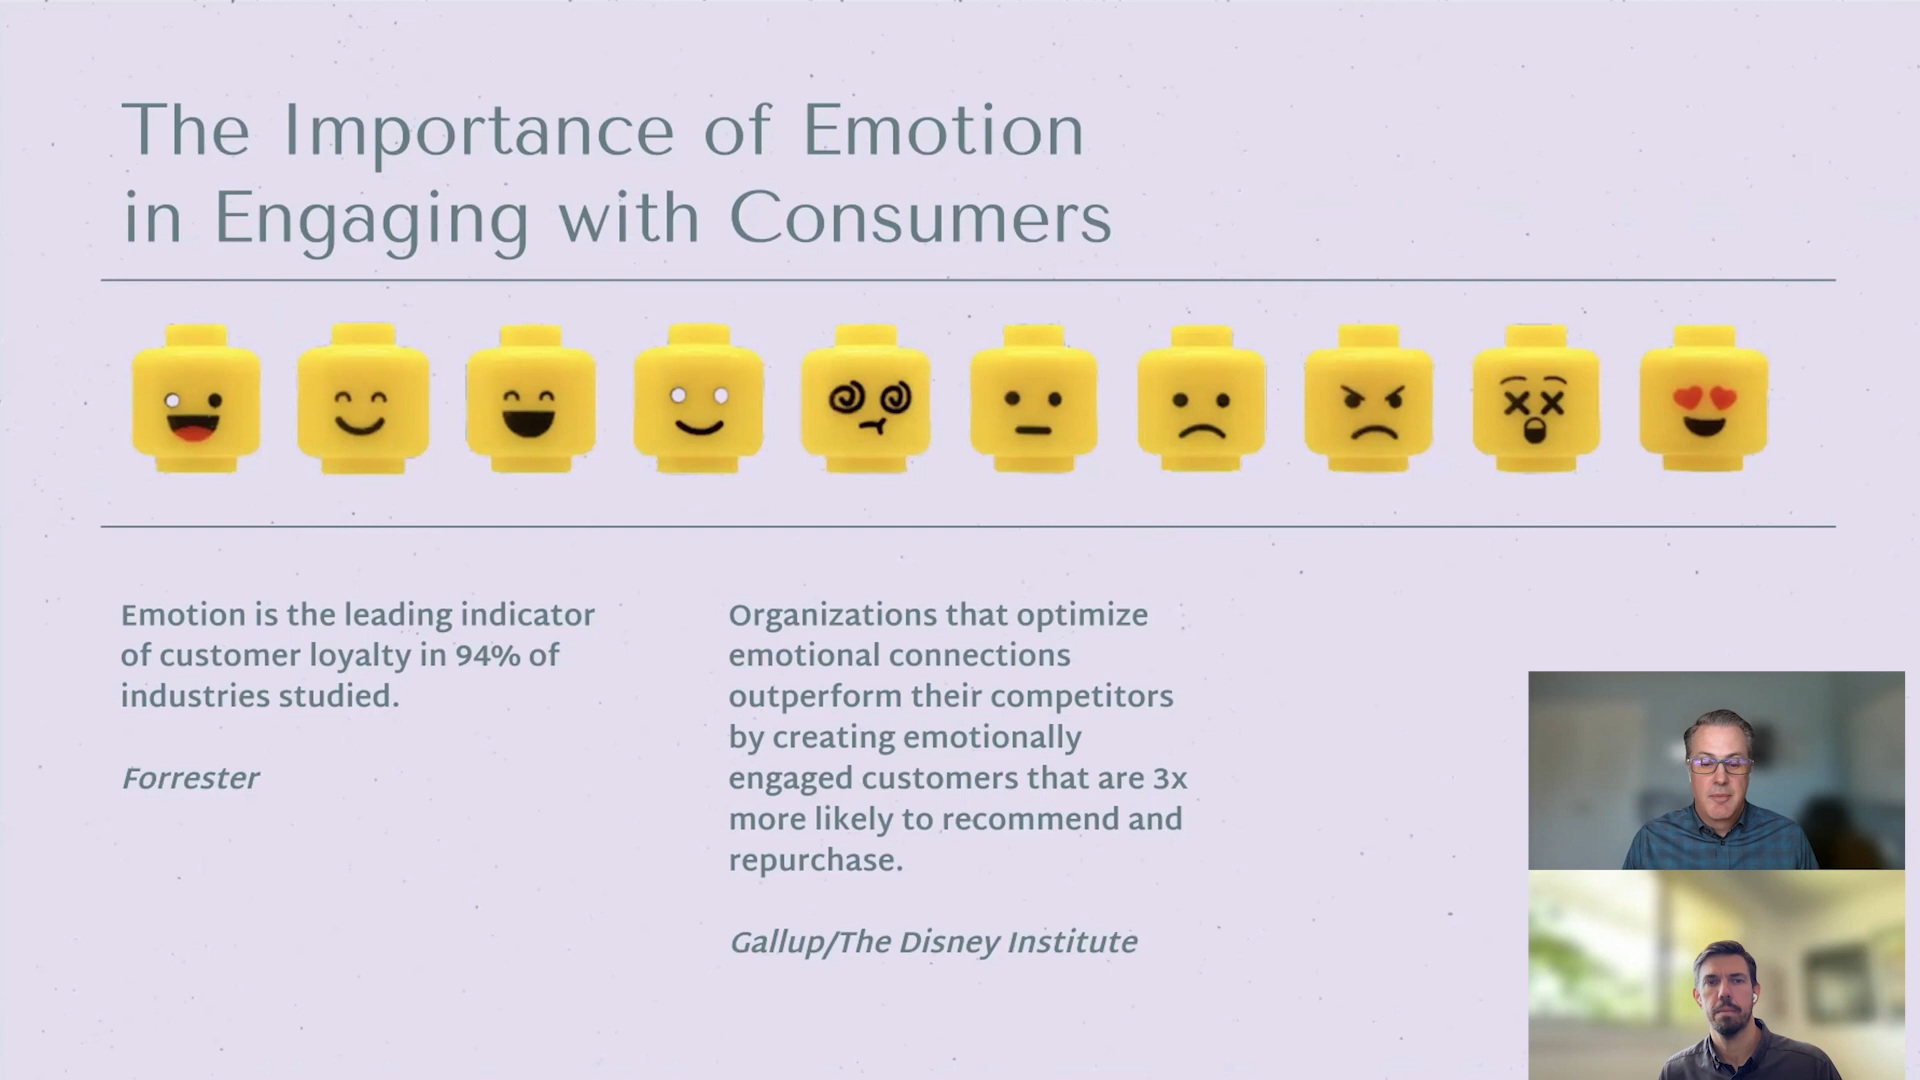 The Importance of Emotion
in Engaging with Consumers
Emotion is the leading indicator
of customer loyalty in 94% of
industries studied.
Forrester
Organizations that optimize
emotional connections
outperform their competitors
by creating emotionally
engaged customers that are 3x
more likely to recommend and
repurchase.
Gallup/The Disney Institute